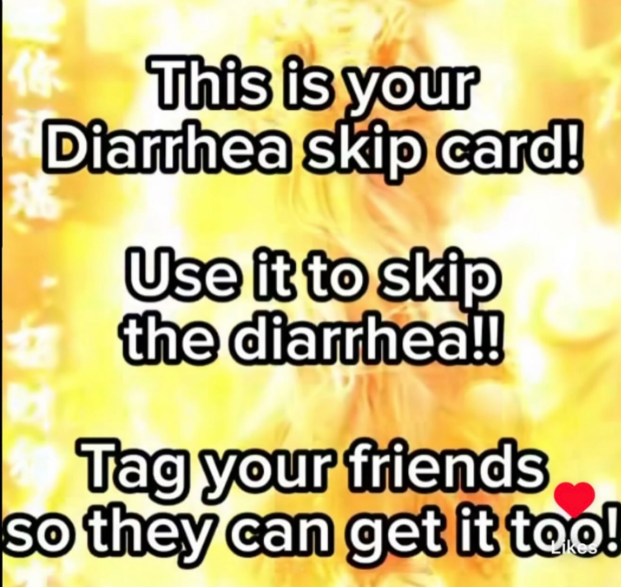 This is your
Diarrhea skip card!
Use it to skip
the diarrhea!!
Tag your friends
so they can get it too!
Likes